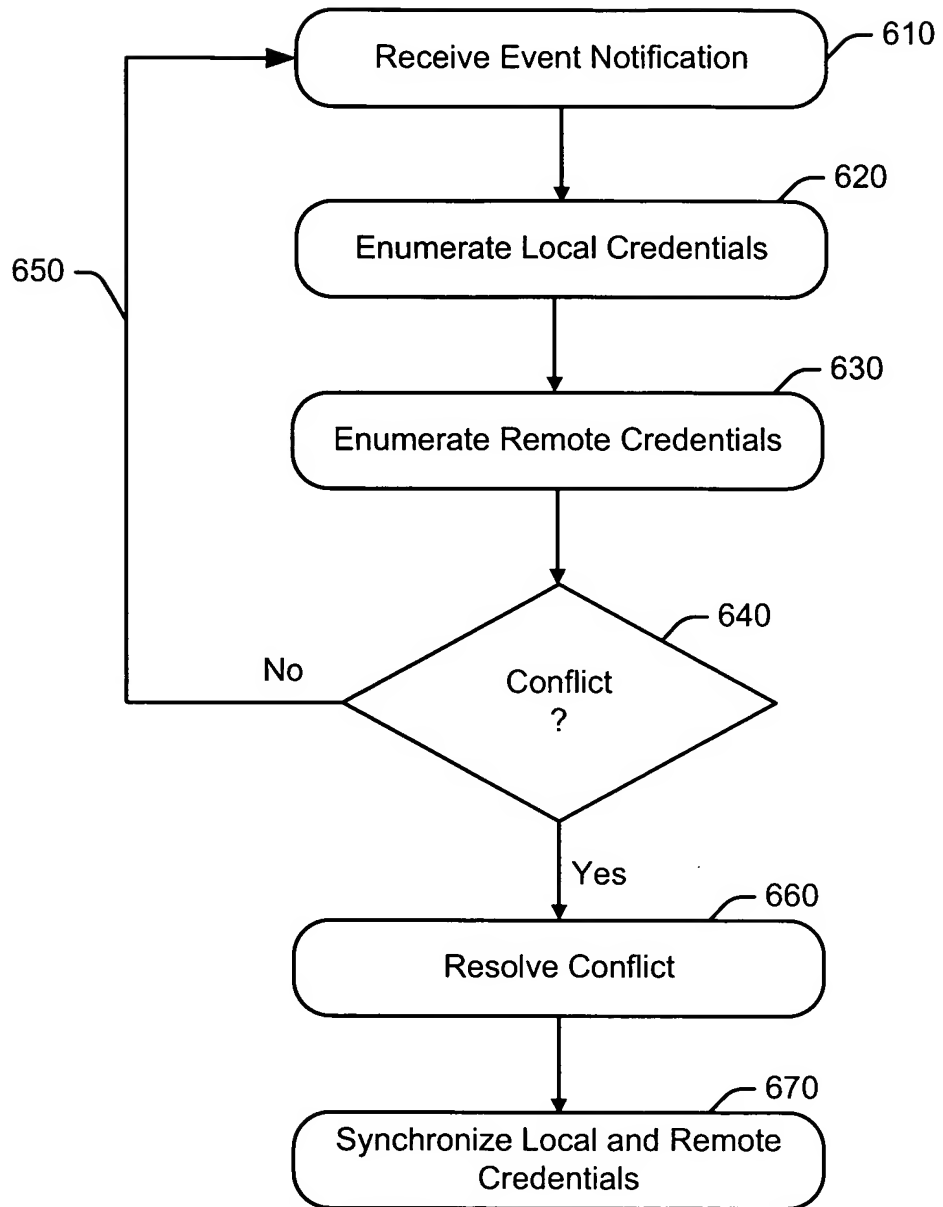 Receive Event Notification
610
620
Enumerate Local Credentials
650
630
Enumerate Remote Credentials
640
No
Conflict
?
Yes
660
Resolve Conflict
670
Synchronize Local and Remote
Credentials